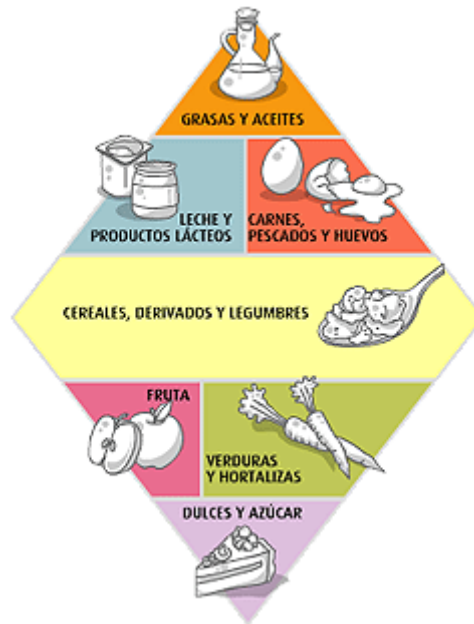 GRASAS Y ACEITES
LECHE Y
PRODUCTOS LÁCTEOS
CARNES,
PESCADOS Y HUEVOS
CEREALES, DERIVADOS Y LEGUMBRES
FRUTA
VERDURAS
Y HORTALIZAS
DULCES Y AZÚCAR